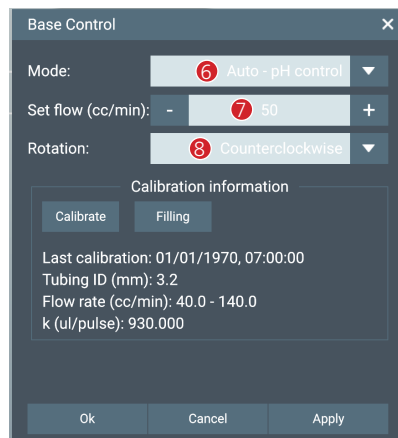 Base Control ×
Mode: 6 Auto - pH control
Set flow (cc/min): - 7 50 +
Rotation: 8 Counterclockwise
Calibration information
Calibrate Filling
Last calibration: 01/01/1970, 07:00:00
Tubing ID (mm): 3.2
Flow rate (cc/min): 40.0 - 140.0
k (ul/pulse): 930.000
Ok Cancel Apply